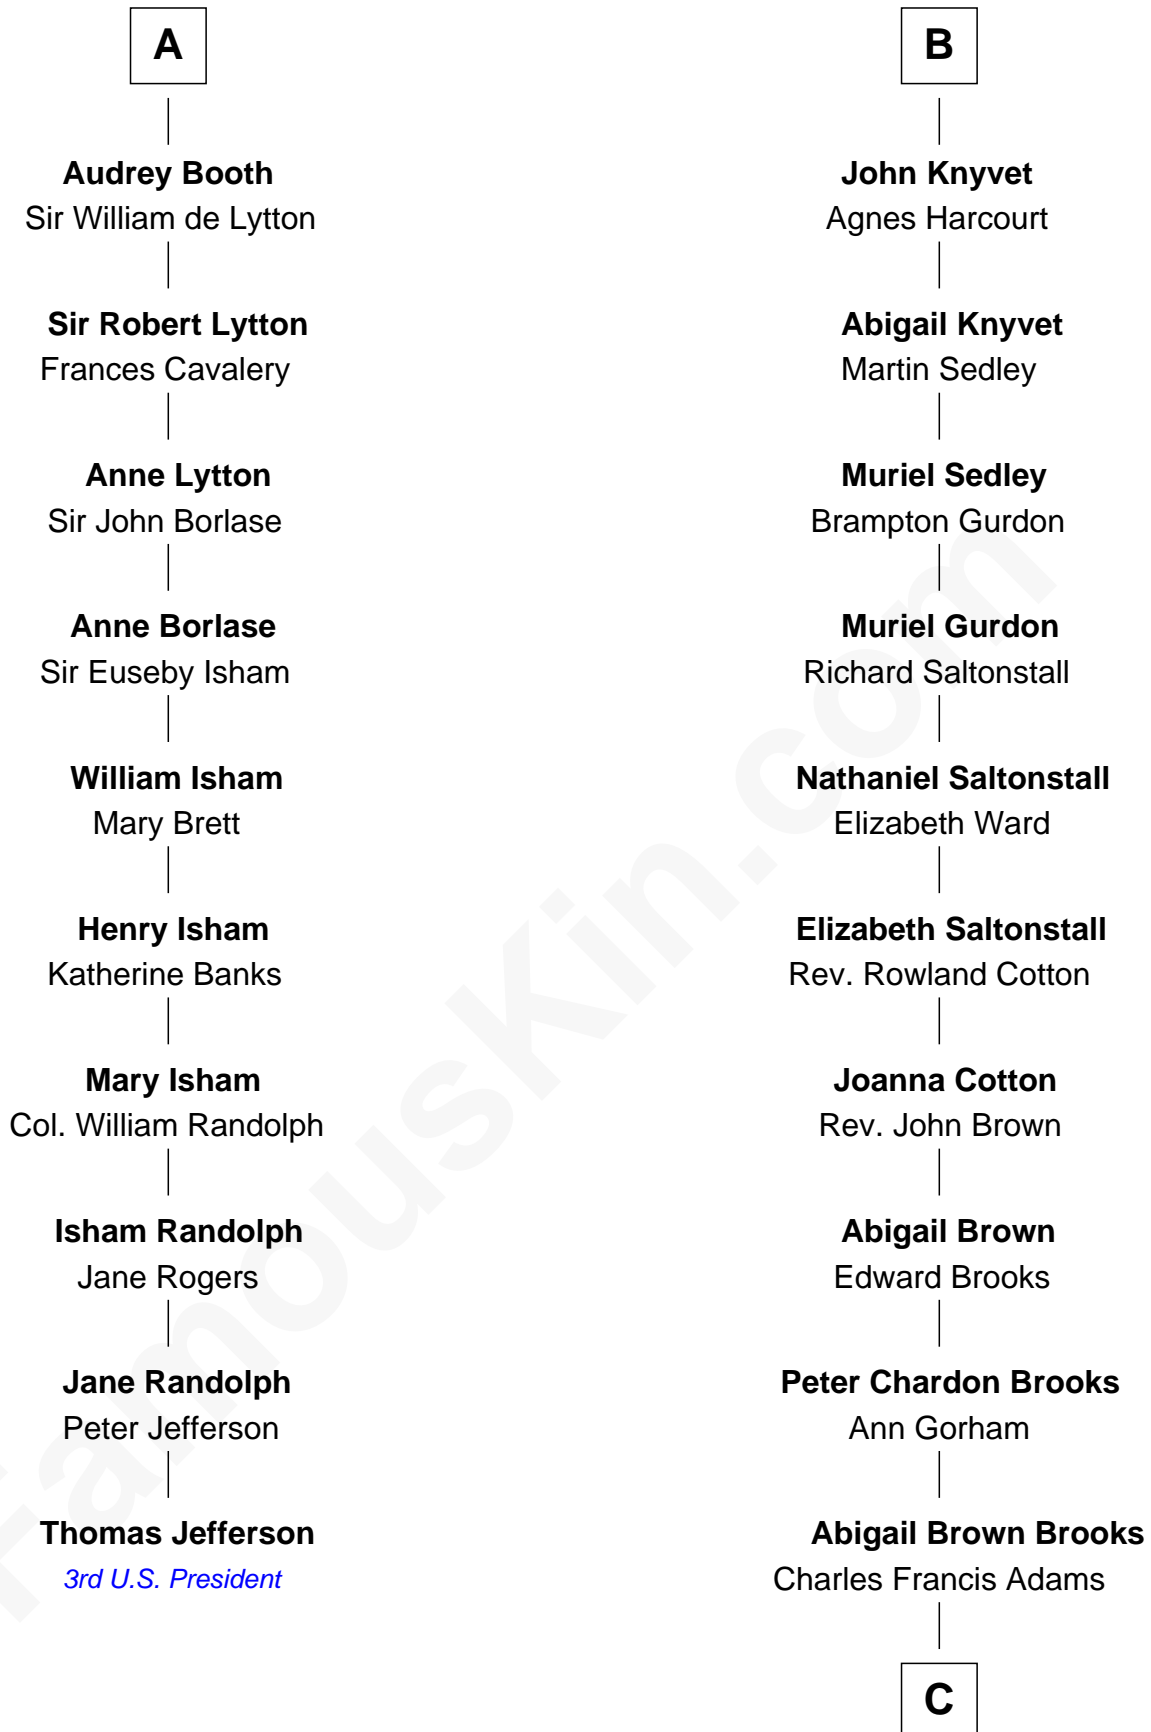 A
Audrey Booth
Sir William de Lytton
Sir Robert Lytton
Frances Cavalery
Anne Lytton
Sir John Borlase
Anne Borlase
Sir Euseby Isham
William Isham
Mary Brett
Henry Isham
Katherine Banks
Mary Isham
Col. William Randolph
Isham Randolph
Jane Rogers
Jane Randolph
Peter Jefferson
Thomas Jefferson
3rd U.S. President
B
John Knyvet
Agnes Harcourt
Abigail Knyvet
Martin Sedley
Muriel Sedley
Brampton Gurdon
Muriel Gurdon
Richard Saltonstall
Nathaniel Saltonstall
Elizabeth Ward
Elizabeth Saltonstall
Rev. Rowland Cotton
Joanna Cotton
Rev. John Brown
Abigail Brown
Edward Brooks
Peter Chardon Brooks
Ann Gorham
Abigail Brown Brooks
Charles Francis Adams
C
FamousKin.com